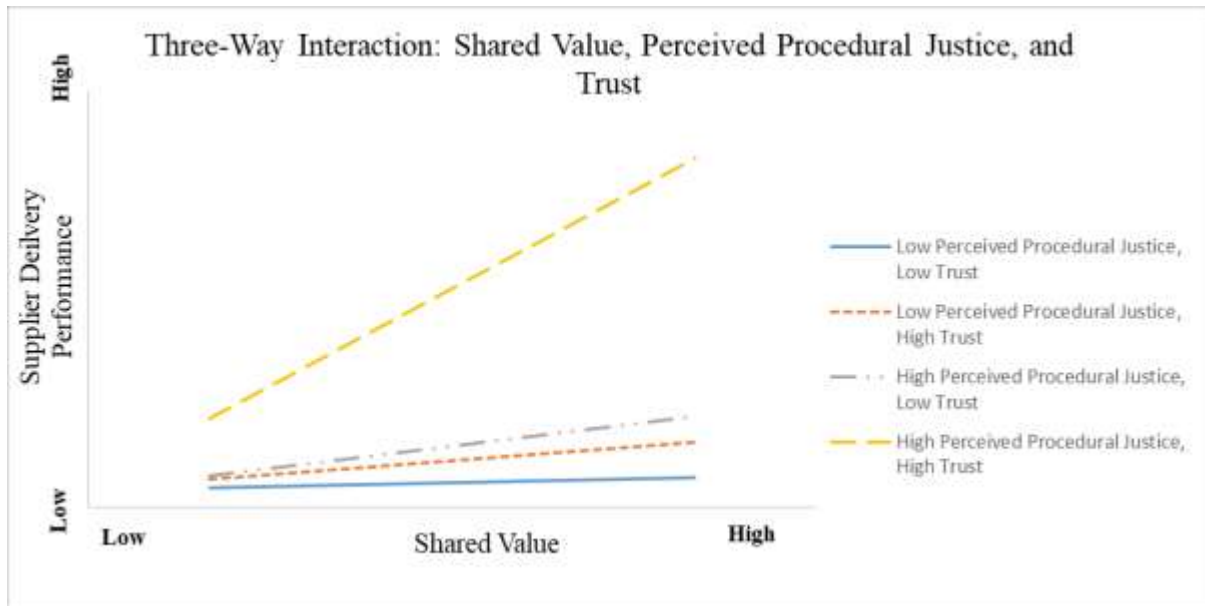 Three-Way Interaction: Shared Value, Perceived Procedural Justice, and
Trust
High
Supplier Deilvery
Performance
Low
Low
Shared Value
High
Low Perceived Procedural Justice,
Low Trust
Low Perceived Procedural Justice,
High Trust
High Perceived Procedural Justice,
Low Trust
High Perceived Procedural Justice,
High Trust